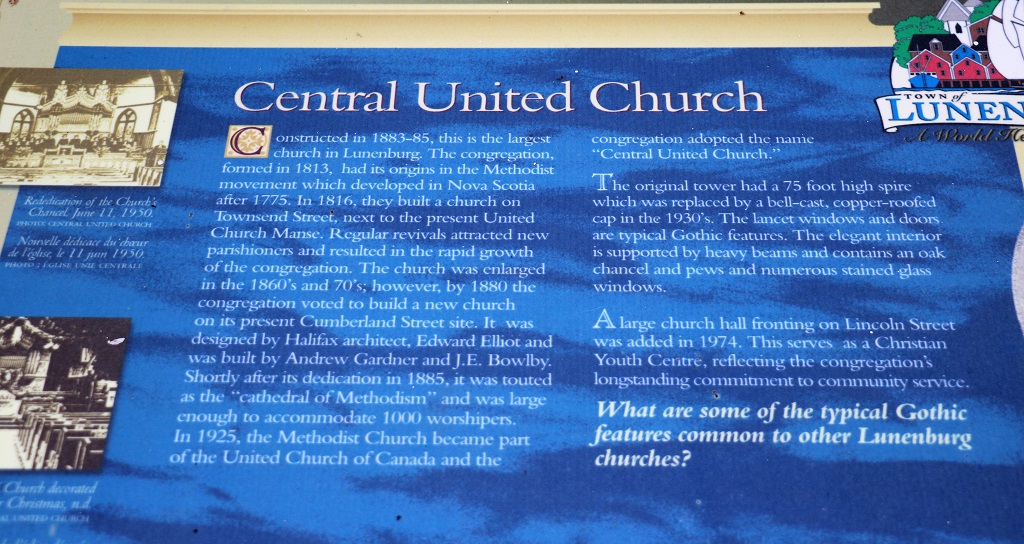 Central United Church
Constructed in 1883-85, this is the largest
church in Lunenburg. The congregation,
formed in 1813, had its origins in the Methodist
movement which developed in Nova Scotia
after 1775. In 1816, they built a church on
Townsend Street, next to the present United
Church Manse. Regular revivals attracted new
parishioners and resulted in the rapid growth
of the congregation. The church was enlarged
in the 1860's and 70's; however, by 1880 the
congregation voted to build a new church
on its present Cumberland Street site. It was
designed by Halifax architect, Edward Elliot and
was built by Andrew Gardner and J.E. Bowlby.
Shortly after its dedication in 1885, it was touted
as the "cathedral of Methodism" and was large
enough to accommodate 1000 worshipers.
In 1925, the Methodist Church became part
of the United Church of Canada and the
congregation adopted the name
"Central United Church."
The original tower had a 75 foot high spire
which was replaced by a bell-cast, copper-roofed
cap in the 1930's. The lancet windows and doors
are typical Gothic features. The elegant interior
is supported by heavy beams and contains an oak
chancel and pews and numerous stained glass
windows.
A large church hall fronting on Lincoln Street
was added in 1974. This serves as a Christian
Youth Centre, reflecting the congregation's
longstanding commitment to community service.
What are some of the typical Gothic
features common to other Lunenburg
churches?
Rededication of the Church's
Chancel, June 11, 1950.
PHOTO: CENTRAL UNITED CHURCH
Nouvelle dédicace du chœur
de l'église, le 11 juin 1950.
PHOTO : ÉGLISE UNIE CENTRALE
Church decorated
Christmas, n.d.
UNITED CHURCH
TOWN of
LUNEN
A World He